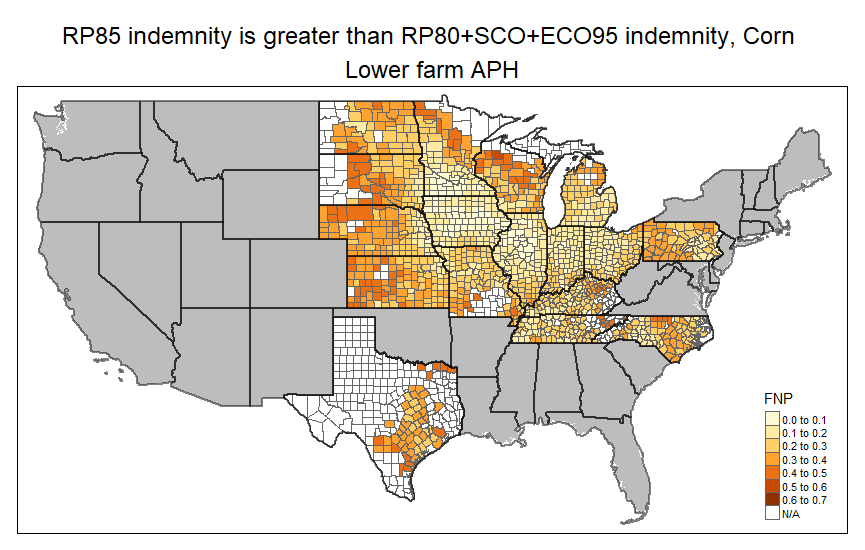 RP85 indemnity is greater than RP80+SCO+ECO95 indemnity, Corn
Lower farm APH
FNP
0.0 to 0.1
0.1 to 0.2
0.2 to 0.3
0.3 to 0.4
0.4 to 0.5
0.5 to 0.6
0.6 to 0.7
N/A